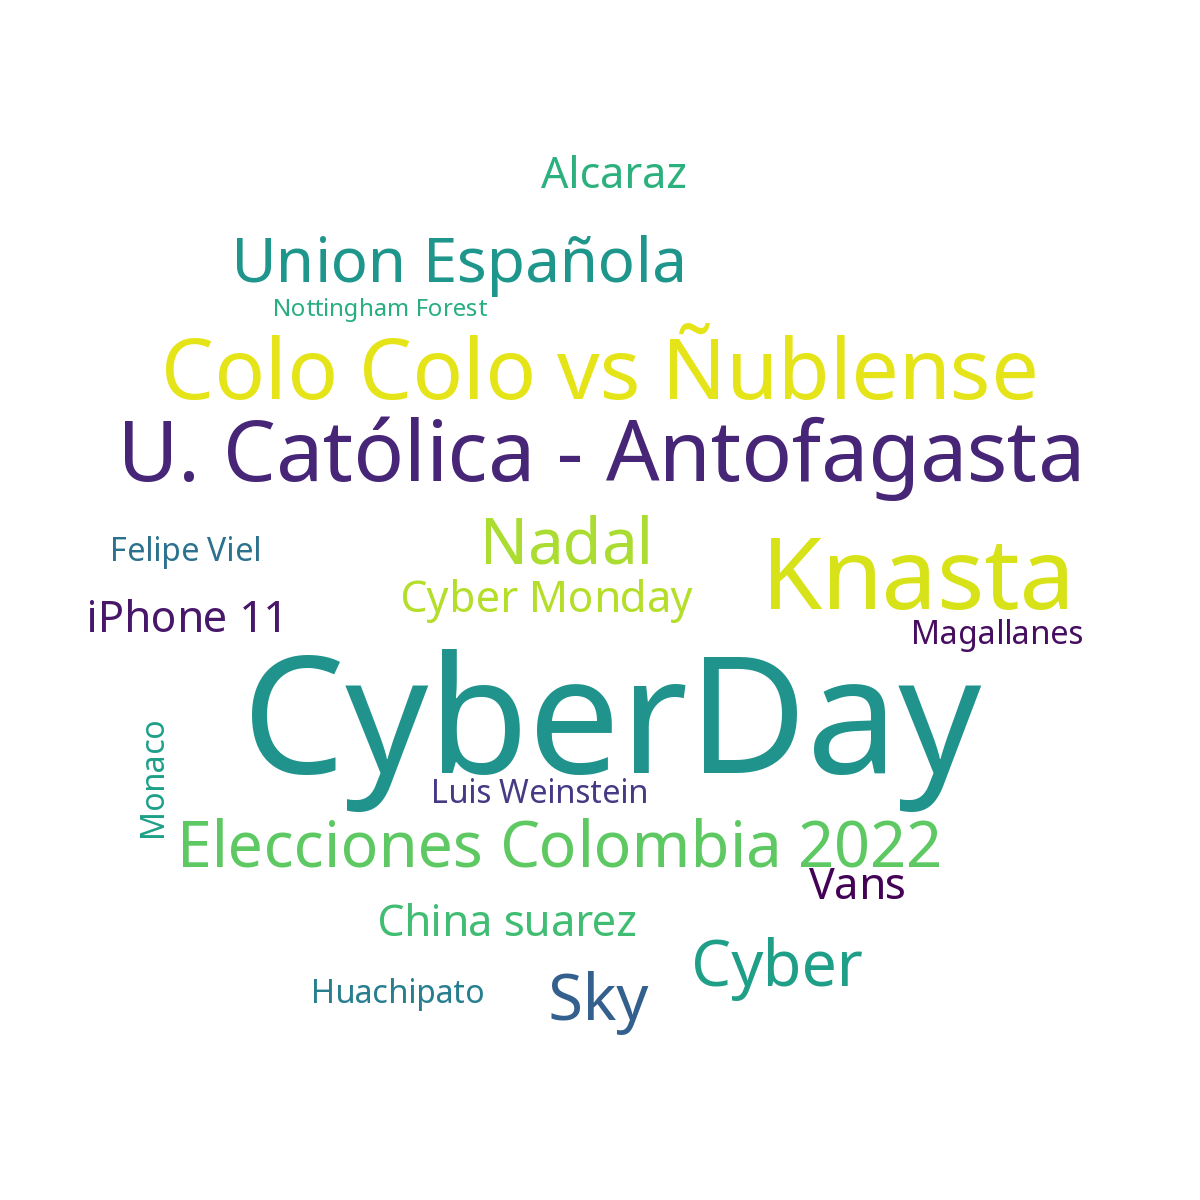 Alcaraz
Union Española
Nottingham Forest
Colo Colo vs Ñublense
U. Católica - Antofagasta
Nadal
Felipe Viel
Knasta
Cyber Monday
iPhone 11
Magallanes
CyberDay
Monaco
Luis Weinstein
Elecciones Colombia 2022
Vans
China suarez
Cyber
Huachipato
Sky